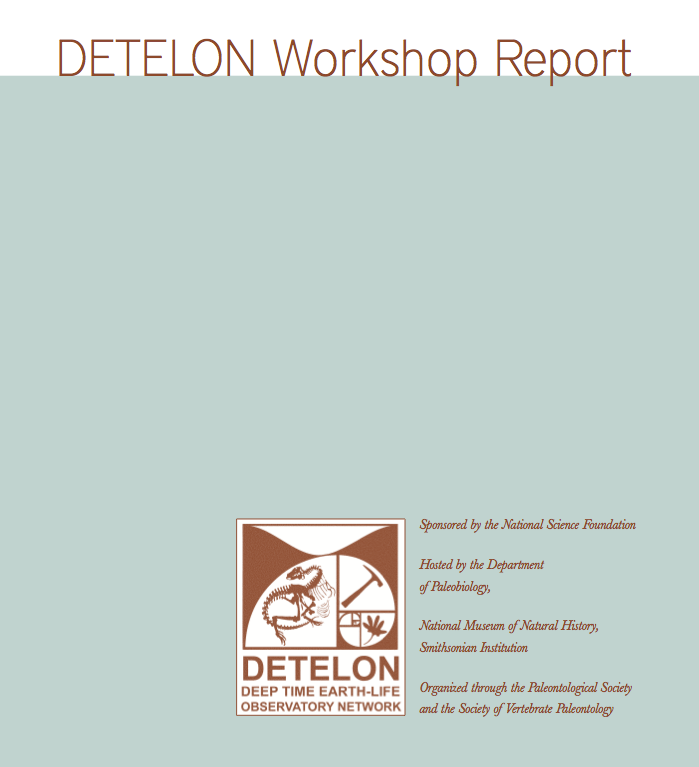 DETELON Workshop Report
Sponsored by the National Science Foundation
Hosted by the Department
of Paleobiology,
National Museum of Natural History,
Smithsonian Institution
Organized through the Paleontological Society
and the Society of Vertebrate Paleontology
DETELON
DEEP TIME EARTH-LIFE
OBSERVATORY NETWORK